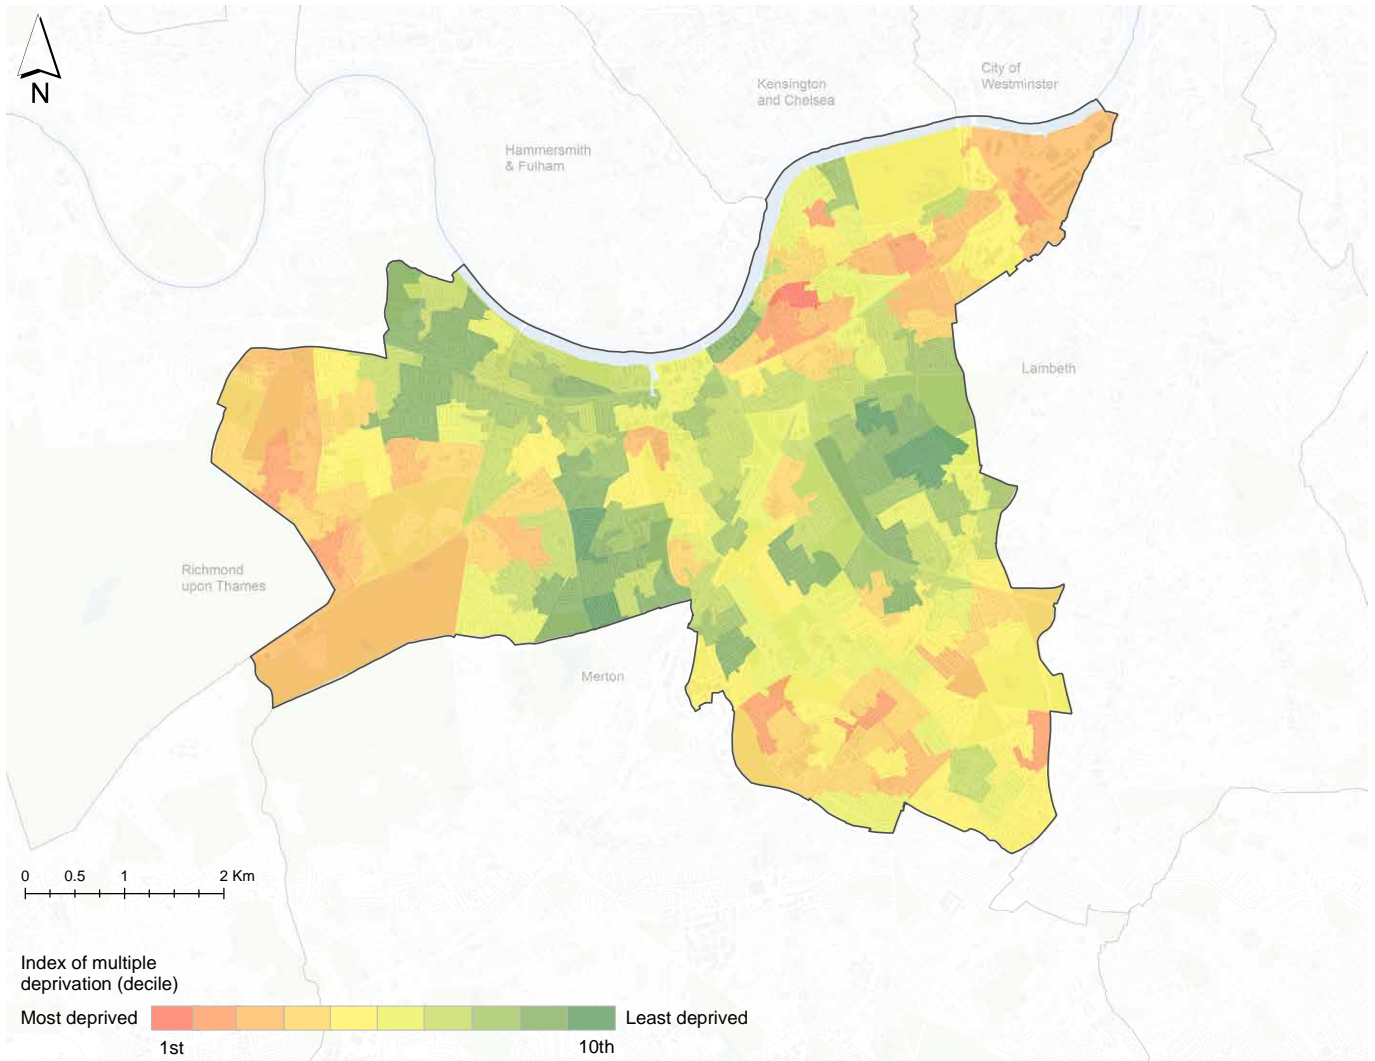 N
City of
Westminster
Kensington
and Chelsea
Hammersmith
& Fulham
Lambeth
Richmond
upon Thames
Merton
0 0.5 1 2 Km
Index of multiple
deprivation (decile)
Most deprived Least deprived
1st 10th